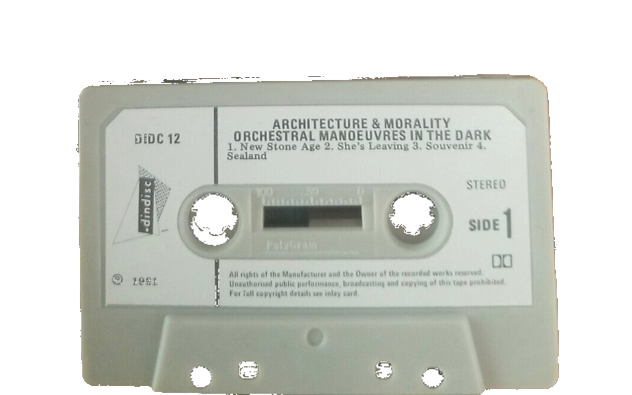 ARCHITECTURE & MORALITY
ORCHESTRAL MANOEUVRES IN THE DARK
1. New Stone Age 2. She's Leaving 3. Souvenir 4.
Sealand
DIDC 12
dindisc
STEREO
SIDE 1
100 50 0
PolyGram
℗ 1981
All rights of the Manufacturer and the Owner of the recorded works reserved.
Unauthorised public performance, broadcasting and copying of this tape prohibited.
For full copyright details see inlay card.